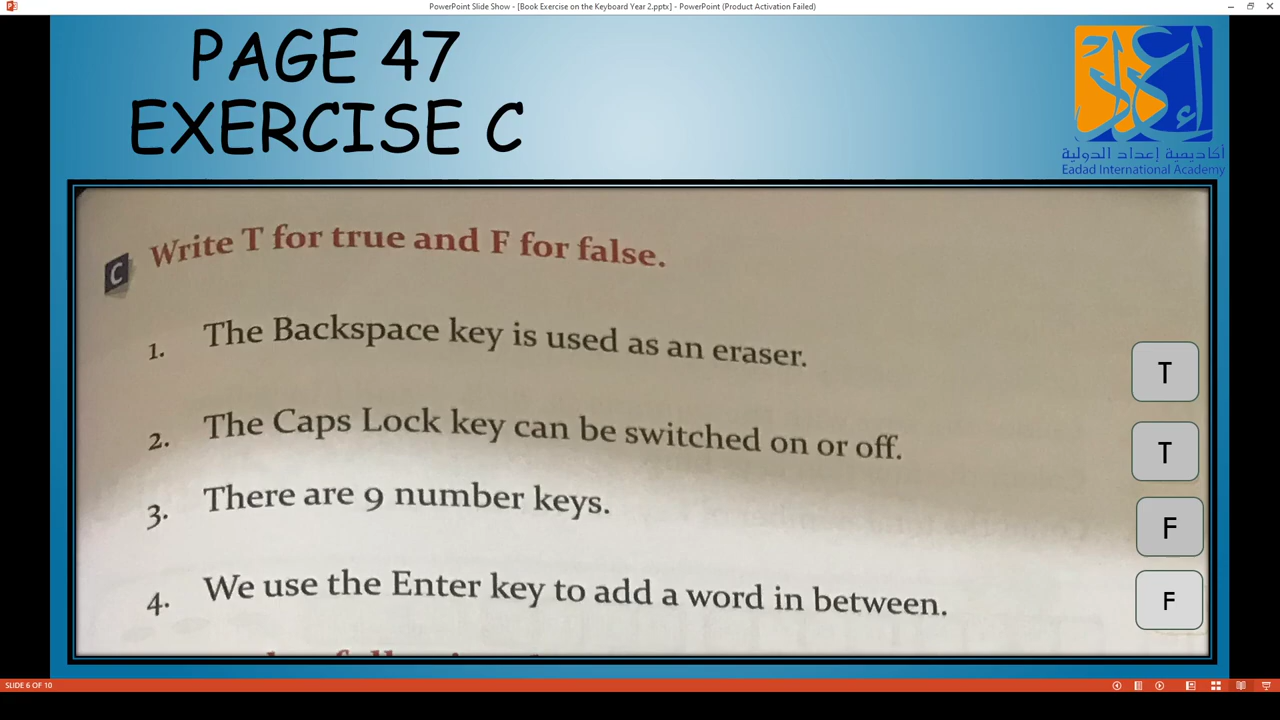 PowerPoint Slide Show - [Book Exercise on the Keyboard Year 2.pptx] - PowerPoint (Product Activation Failed)
PAGE 47
EXERCISE C
أكاديمية إعداد الدولية
Eadad International Academy
C Write T for true and F for false.
1. The Backspace key is used as an eraser. T
2. The Caps Lock key can be switched on or off. T
3. There are 9 number keys. F
4. We use the Enter key to add a word in between. F
SLIDE 6 OF 10